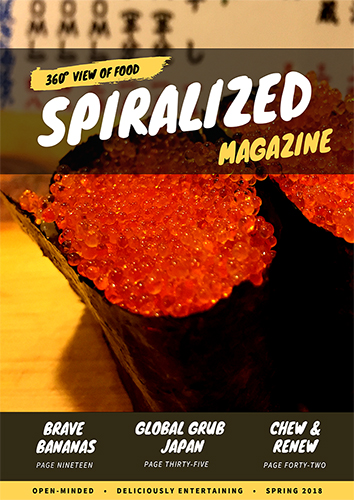 360° VIEW OF FOOD
SPIRALIZED
MAGAZINE
BRAVE
BANANAS
PAGE NINETEEN
GLOBAL GRUB
JAPAN
PAGE THIRTY-FIVE
CHEW &
RENEW
PAGE FORTY-TWO
OPEN-MINDED • DELICIOUSLY ENTERTAINING • SPRING 2018